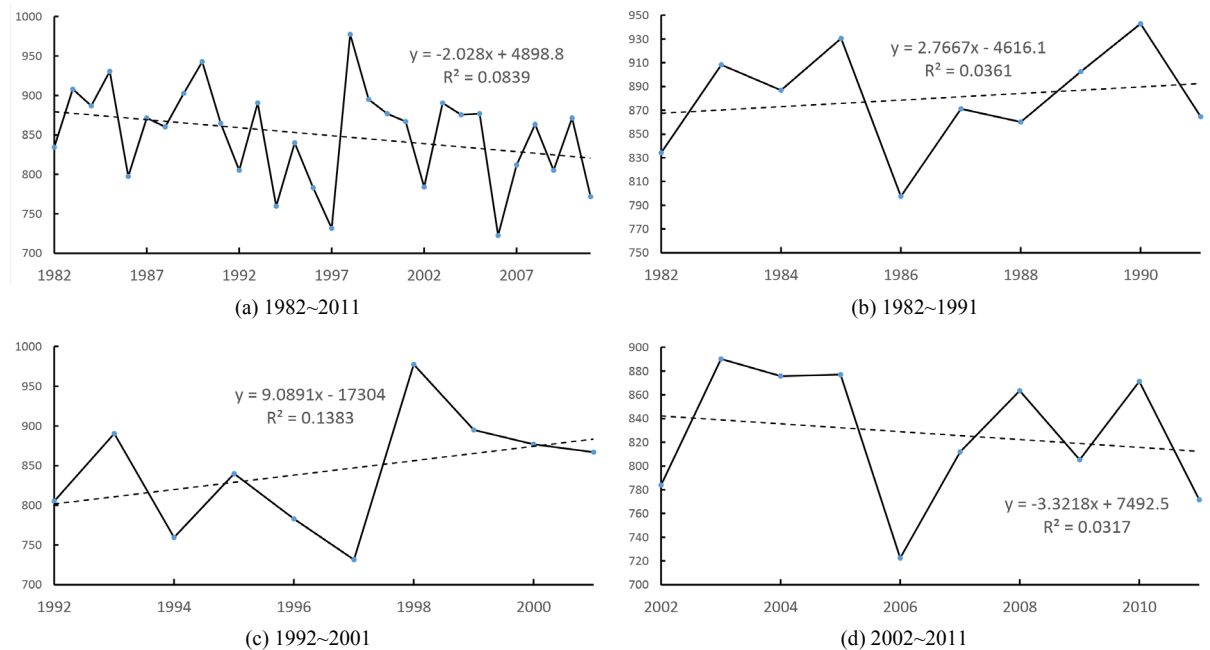 1000
950
900
850
800
750
700
y = -2.028x + 4898.8
R² = 0.0839
1982 1987 1992 1997 2002 2007
(a) 1982~2011
950
930
910
890
870
850
830
810
790
770
750
y = 2.7667x - 4616.1
R² = 0.0361
1982 1984 1986 1988 1990
(b) 1982~1991
1000
950
900
850
800
750
700
y = 9.0891x - 17304
R² = 0.1383
1992 1994 1996 1998 2000
(c) 1992~2001
900
880
860
840
820
800
780
760
740
720
700
y = -3.3218x + 7492.5
R² = 0.0317
2002 2004 2006 2008 2010
(d) 2002~2011